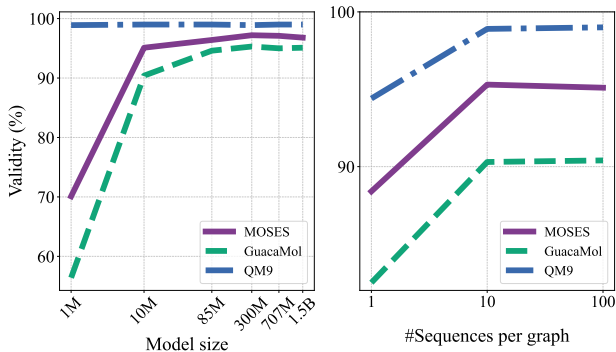 100
90
80
70
60
Validity (%)
1M
10M
85M
300M
707M
1.5B
Model size
MOSES
GuacaMol
QM9
100
90
1
10
100
#Sequences per graph
MOSES
GuacaMol
QM9